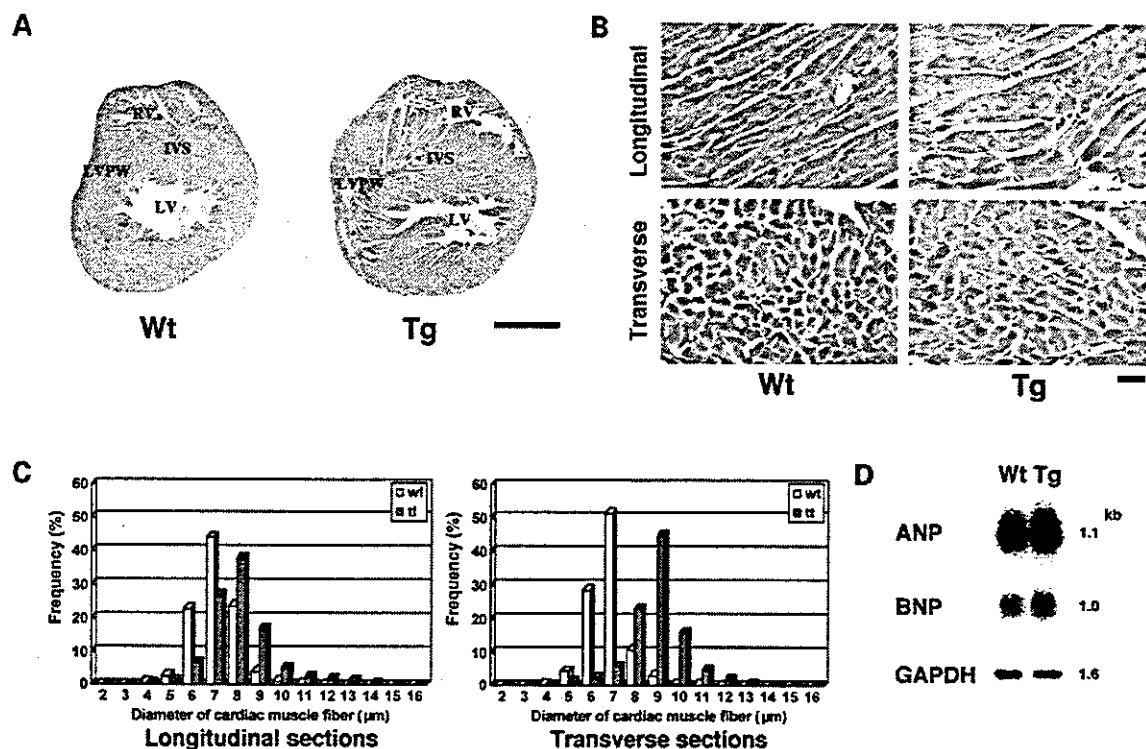 A
RV
IVS
LVPW
LV
Wt
RV
IVS
LVPW
LV
Tg
B
Longitudinal
Transverse
Wt
Tg
C
60
50
40
30
20
10
0
Frequency (%)
wt
2 3 4 5 6 7 8 9 10 11 12 13 14 15 16
Diameter of cardiac muscle fiber (µm)
Longitudinal sections
60
50
40
30
20
10
0
Frequency (%)
wt
2 3 4 5 6 7 8 9 10 11 12 13 14 15 16
Diameter of cardiac muscle fiber (µm)
Transverse sections
D
Wt Tg
kb
ANP 1.1
BNP 1.0
GAPDH 1.6